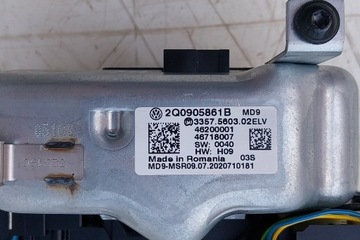 2Q0905861B MD9
3357.5603.02ELV
46200001
46718007
SW: 0040
HW: H09
Made in Romania 03S
MD9-MSR09.07.2020710181